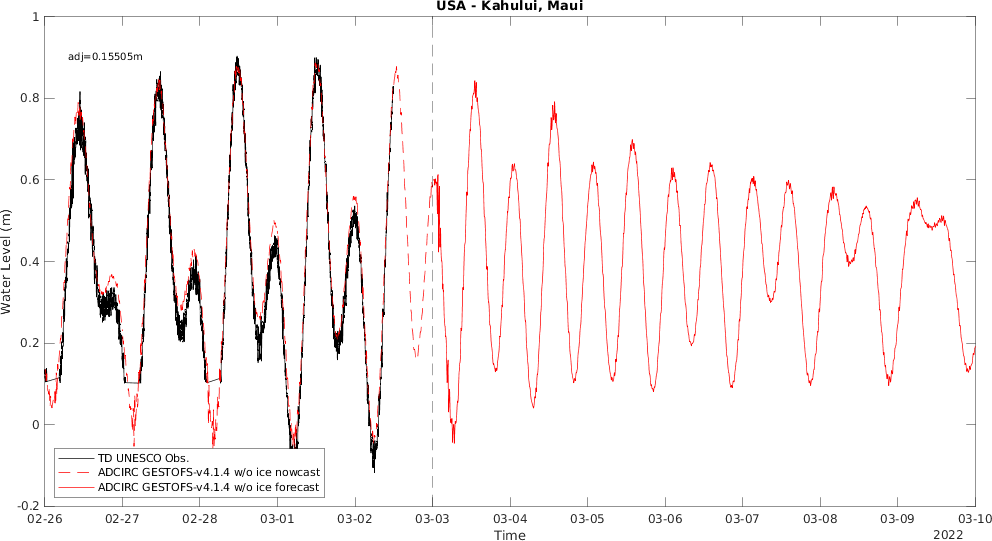 USA - Kahului, Maui
1
adj=0.15505m
0.8
0.6
0.4
0.2
0
-0.2
Water Level (m)
TD UNESCO Obs.
ADCIRC GESTOFS-v4.1.4 w/o ice nowcast
ADCIRC GESTOFS-v4.1.4 w/o ice forecast
02-26 02-27 02-28 03-01 03-02 03-03 03-04 03-05 03-06 03-07 03-08 03-09 03-10
Time
2022